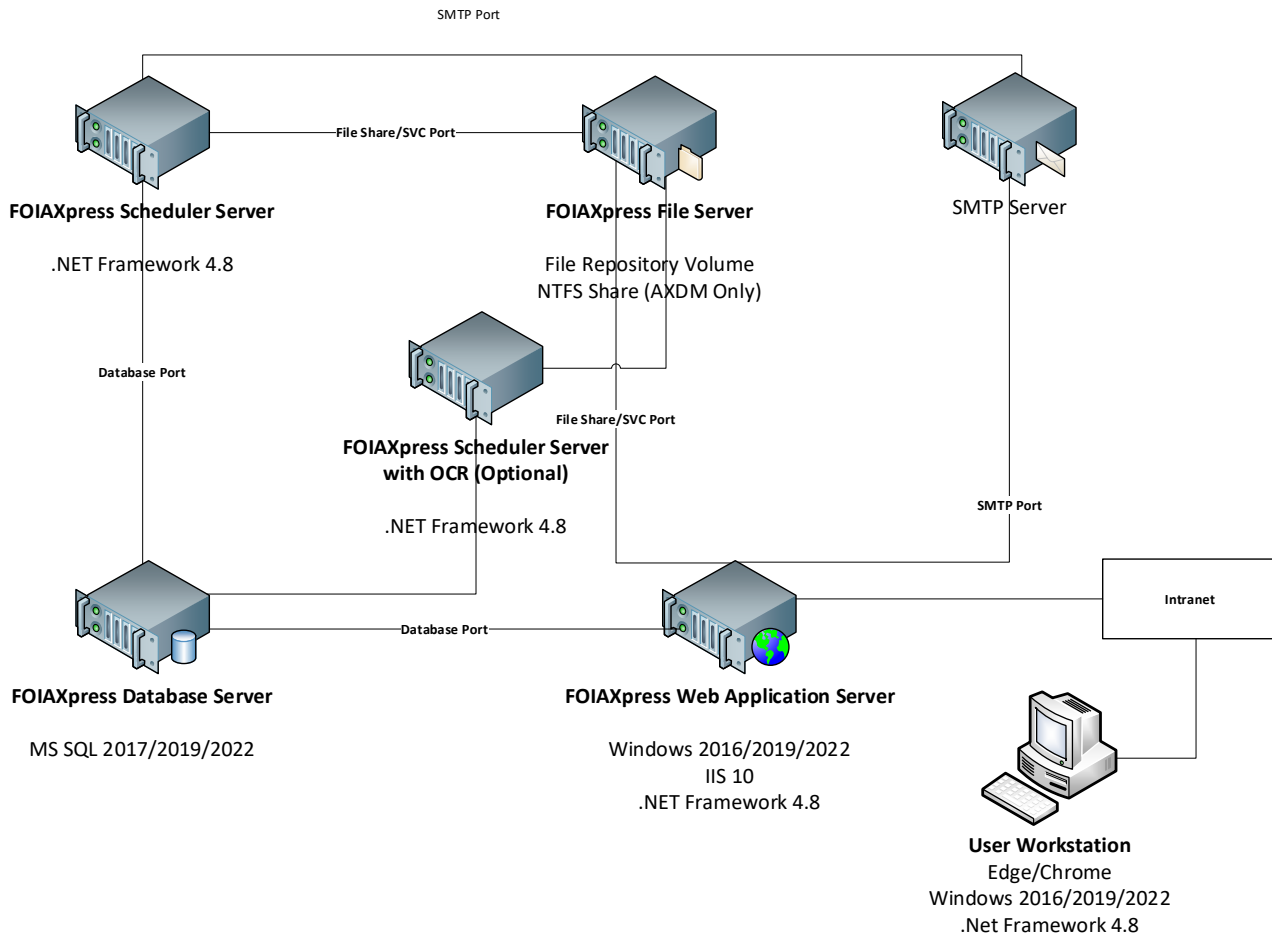 SMTP Port
File Share/SVC Port
FOIAXpress Scheduler Server
.NET Framework 4.8
FOIAXpress File Server
File Repository Volume
NTFS Share (AXDM Only)
SMTP Server
Database Port
File Share/SVC Port
FOIAXpress Scheduler Server
with OCR (Optional)
.NET Framework 4.8
SMTP Port
Intranet
Database Port
FOIAXpress Database Server
MS SQL 2017/2019/2022
FOIAXpress Web Application Server
Windows 2016/2019/2022
IIS 10
.NET Framework 4.8
User Workstation
Edge/Chrome
Windows 2016/2019/2022
.Net Framework 4.8